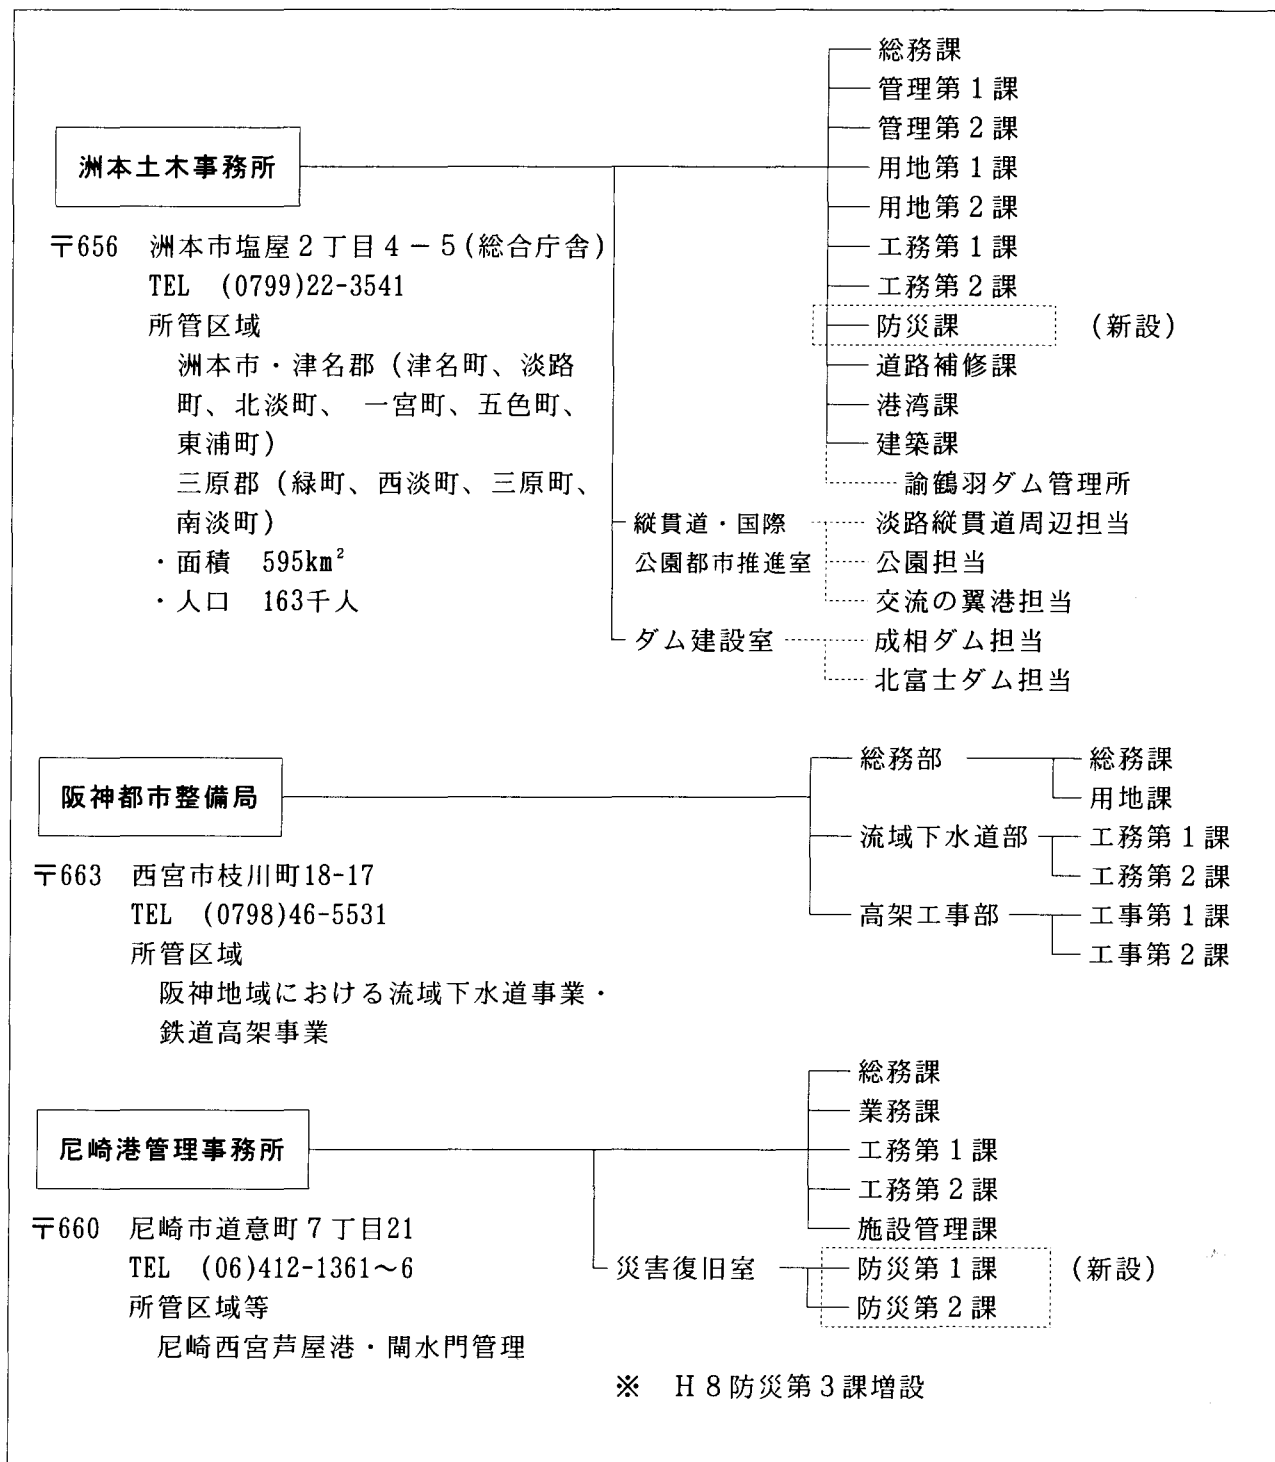 洲本土木事務所
〒656 洲本市塩屋２丁目４－５(総合庁舎)
TEL (0799)22-3541
所管区域
洲本市・津名郡（津名町、淡路
町、北淡町、 一宮町、五色町、
東浦町）
三原郡（緑町、西淡町、三原町、
南淡町）
・面積 595km²
・人口 163千人
総務課
管理第１課
管理第２課
用地第１課
用地第２課
工務第１課
工務第２課
防災課 （新設）
道路補修課
港湾課
建築課
諭鶴羽ダム管理所
縦貫道・国際
公園都市推進室
淡路縦貫道周辺担当
公園担当
交流の翼港担当
ダム建設室
成相ダム担当
北富士ダム担当
阪神都市整備局
〒663 西宮市枝川町18-17
TEL (0798)46-5531
所管区域
阪神地域における流域下水道事業・
鉄道高架事業
総務部
総務課
用地課
流域下水道部
工務第１課
工務第２課
高架工事部
工事第１課
工事第２課
尼崎港管理事務所
〒660 尼崎市道意町７丁目21
TEL (06)412-1361～6
所管区域等
尼崎西宮芦屋港・閘水門管理
総務課
業務課
工務第１課
工務第２課
施設管理課
災害復旧室
防災第１課 （新設）
防災第２課
※ Ｈ８防災第３課増設